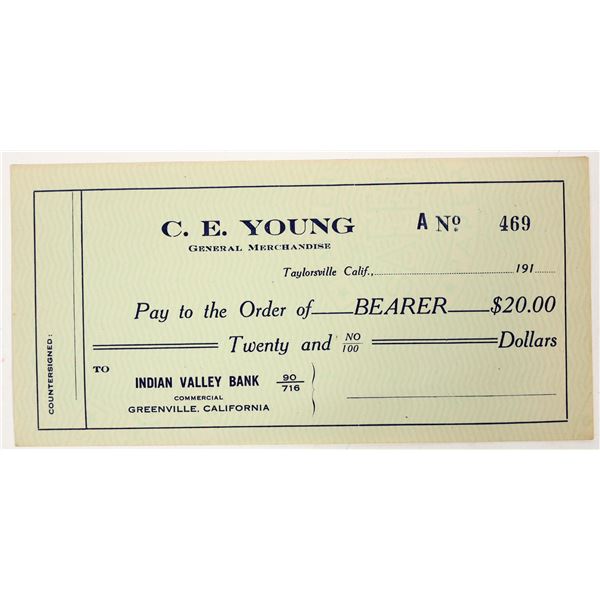 C. E. YOUNG
GENERAL MERCHANDISE
A No. 469
Taylorsville Calif., 191
Pay to the Order of BEARER $20.00
Twenty and NO/100 Dollars
TO
INDIAN VALLEY BANK 90/716
COMMERCIAL
GREENVILLE, CALIFORNIA
COUNTERSIGNED: